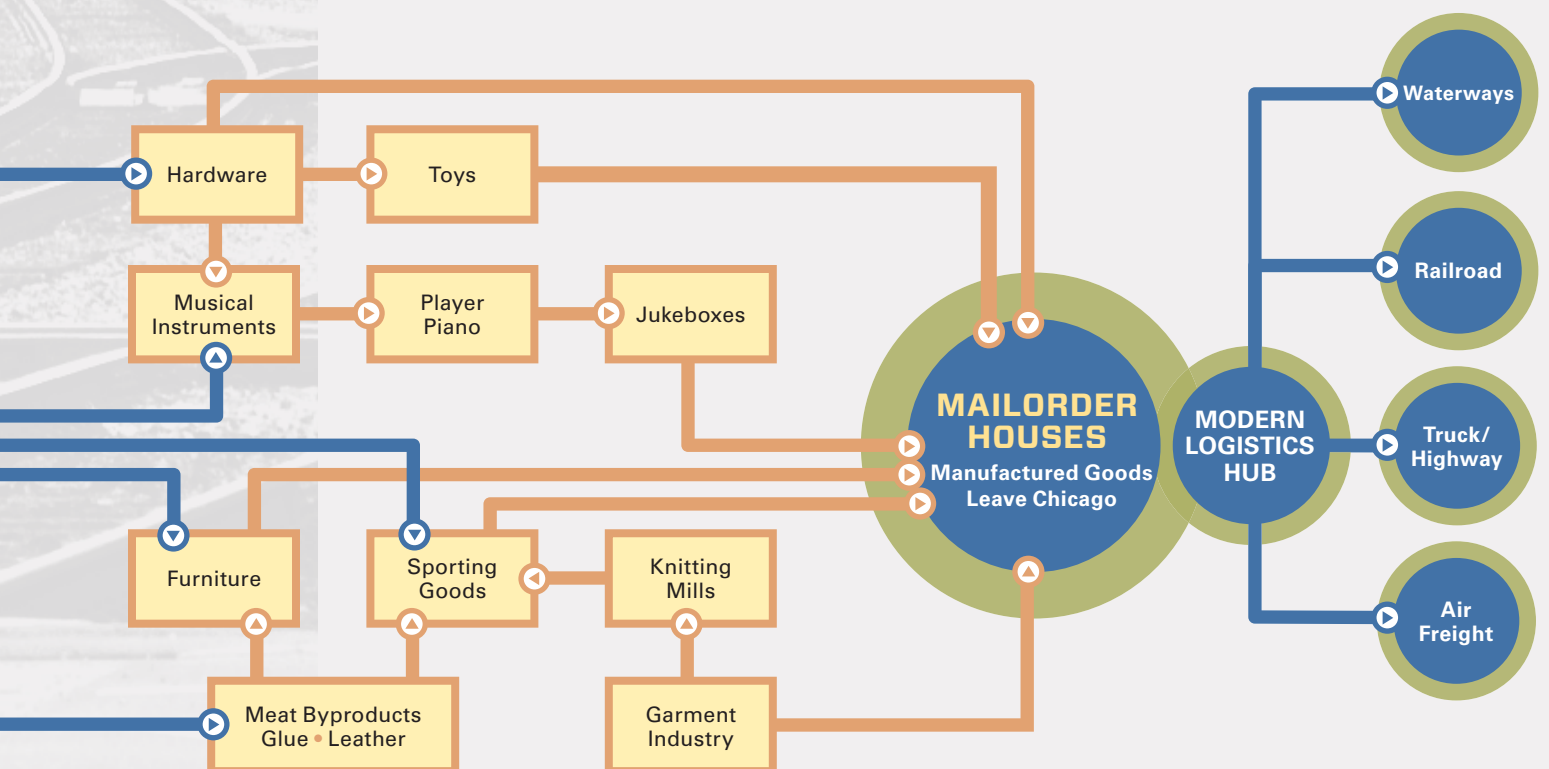 Waterways
Hardware
Toys
Railroad
Musical
Instruments
Player
Piano
Jukeboxes
MAILORDER
HOUSES
Manufactured Goods
Leave Chicago
MODERN
LOGISTICS
HUB
Truck/
Highway
Furniture
Sporting
Goods
Knitting
Mills
Air
Freight
Meat Byproducts
Glue • Leather
Garment
Industry